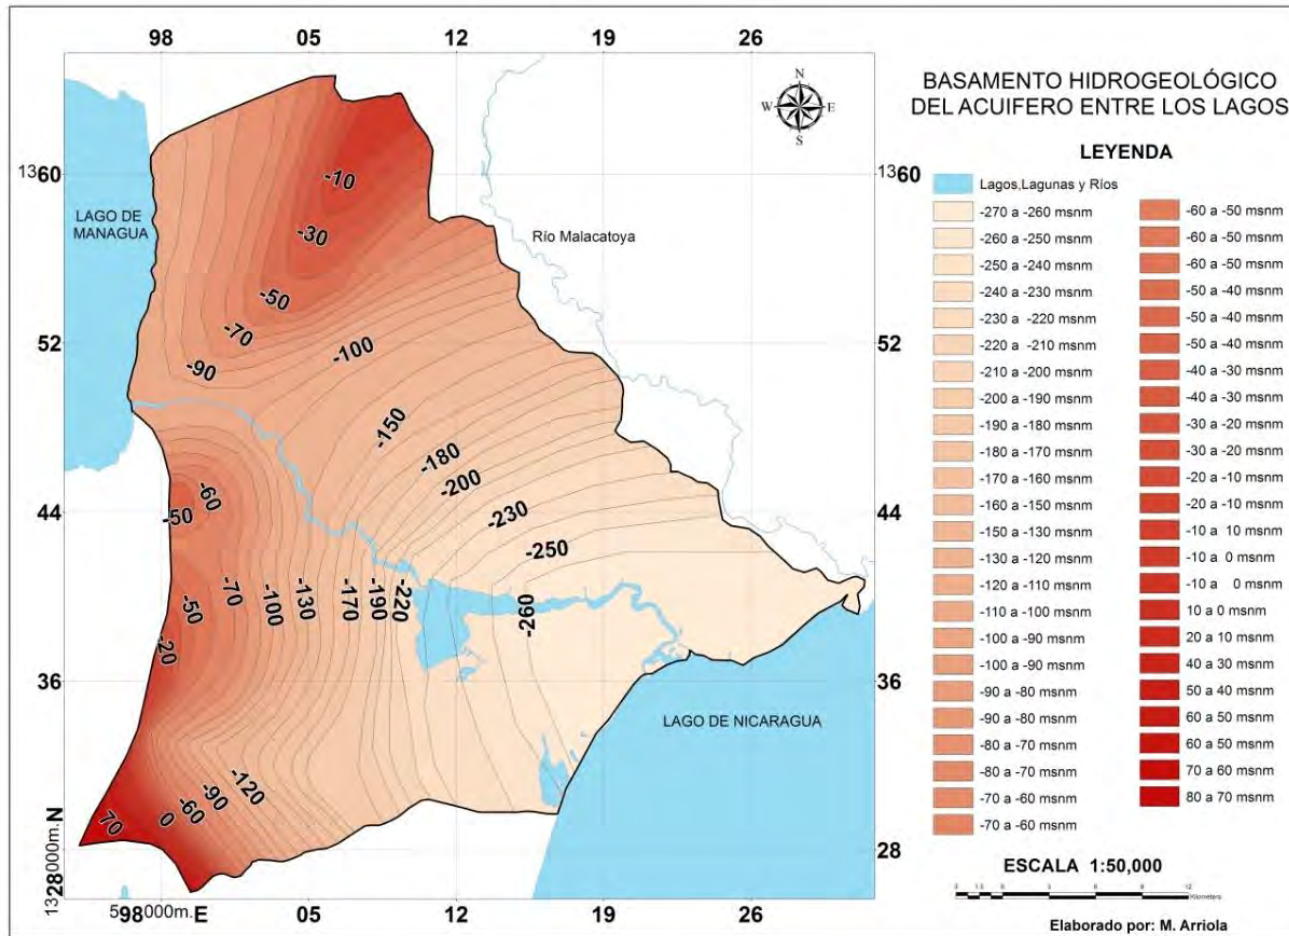 98 05 12 19 26
N
W E
S
BASAMENTO HIDROGEOLÓGICO
DEL ACUIFERO ENTRE LOS LAGOS
LEYENDA
1360
1360
52
52
44
44
36
36
1328000m. N
28
598000m. E 05 12 19 26
LAGO DE
MANAGUA
Río Malacatoya
LAGO DE NICARAGUA
-10
-30
-50
-70
-90
-100
-150
-180
-200
-230
-250
-60
-50
-50
-70
-100
-130
-170
-190
-220
-260
-20
-120
-90
-60
0
70
Lagos,Lagunas y Ríos
-270 a -260 msnm
-260 a -250 msnm
-250 a -240 msnm
-240 a -230 msnm
-230 a -220 msnm
-220 a -210 msnm
-210 a -200 msnm
-200 a -190 msnm
-190 a -180 msnm
-180 a -170 msnm
-170 a -160 msnm
-160 a -150 msnm
-150 a -130 msnm
-130 a -120 msnm
-120 a -110 msnm
-110 a -100 msnm
-100 a -90 msnm
-100 a -90 msnm
-90 a -80 msnm
-90 a -80 msnm
-80 a -70 msnm
-80 a -70 msnm
-70 a -60 msnm
-70 a -60 msnm
-60 a -50 msnm
-60 a -50 msnm
-60 a -50 msnm
-50 a -40 msnm
-50 a -40 msnm
-50 a -40 msnm
-40 a -30 msnm
-40 a -30 msnm
-30 a -20 msnm
-30 a -20 msnm
-20 a -10 msnm
-20 a -10 msnm
-10 a 10 msnm
-10 a 0 msnm
-10 a 0 msnm
10 a 0 msnm
20 a 10 msnm
40 a 30 msnm
50 a 40 msnm
60 a 50 msnm
60 a 50 msnm
70 a 60 msnm
80 a 70 msnm
ESCALA 1:50,000
Elaborado por: M. Arriola